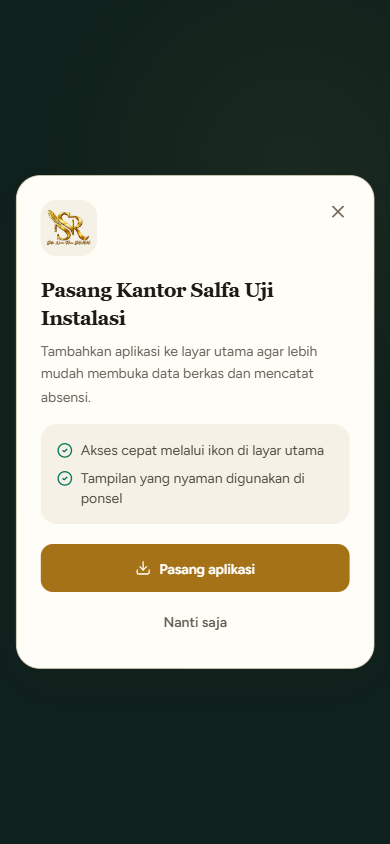 SR
Pasang Kantor Salfa Uji
Instalasi
Tambahkan aplikasi ke layar utama agar lebih
mudah membuka data berkas dan mencatat
absensi.
Akses cepat melalui ikon di layar utama
Tampilan yang nyaman digunakan di
ponsel
Pasang aplikasi
Nanti saja